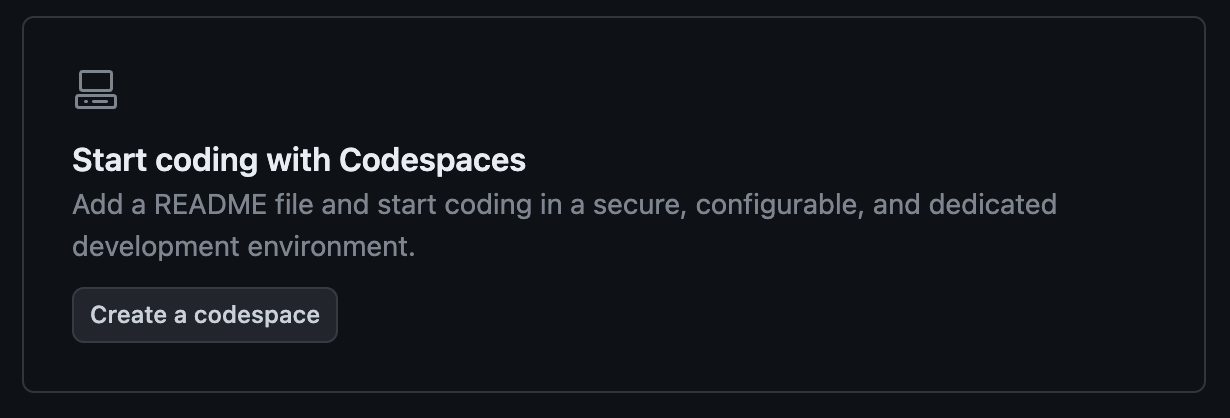 Start coding with Codespaces
Add a README file and start coding in a secure, configurable, and dedicated
development environment.
Create a codespace